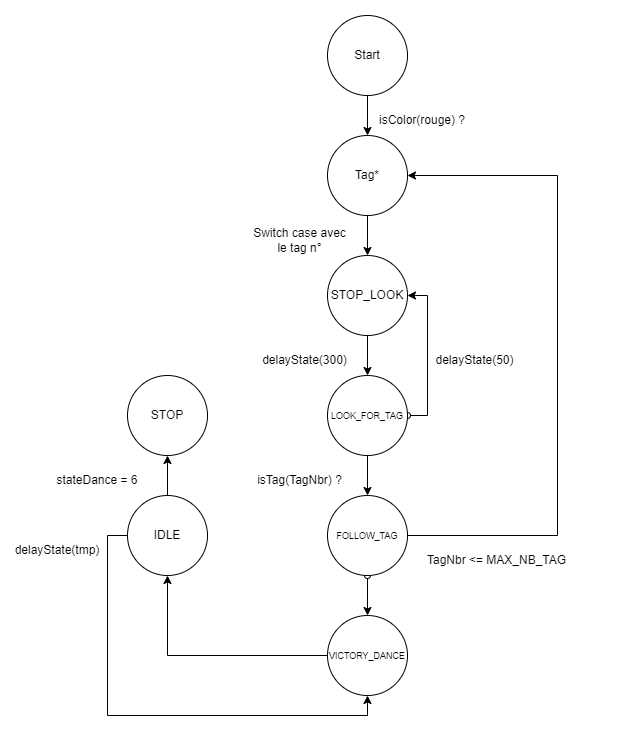 Start
isColor(rouge) ?
Tag*
Switch case avec
le tag n°
STOP_LOOK
delayState(300)
delayState(50)
STOP
LOOK_FOR_TAG
stateDance = 6
isTag(TagNbr) ?
IDLE
FOLLOW_TAG
delayState(tmp)
TagNbr <= MAX_NB_TAG
VICTORY_DANCE